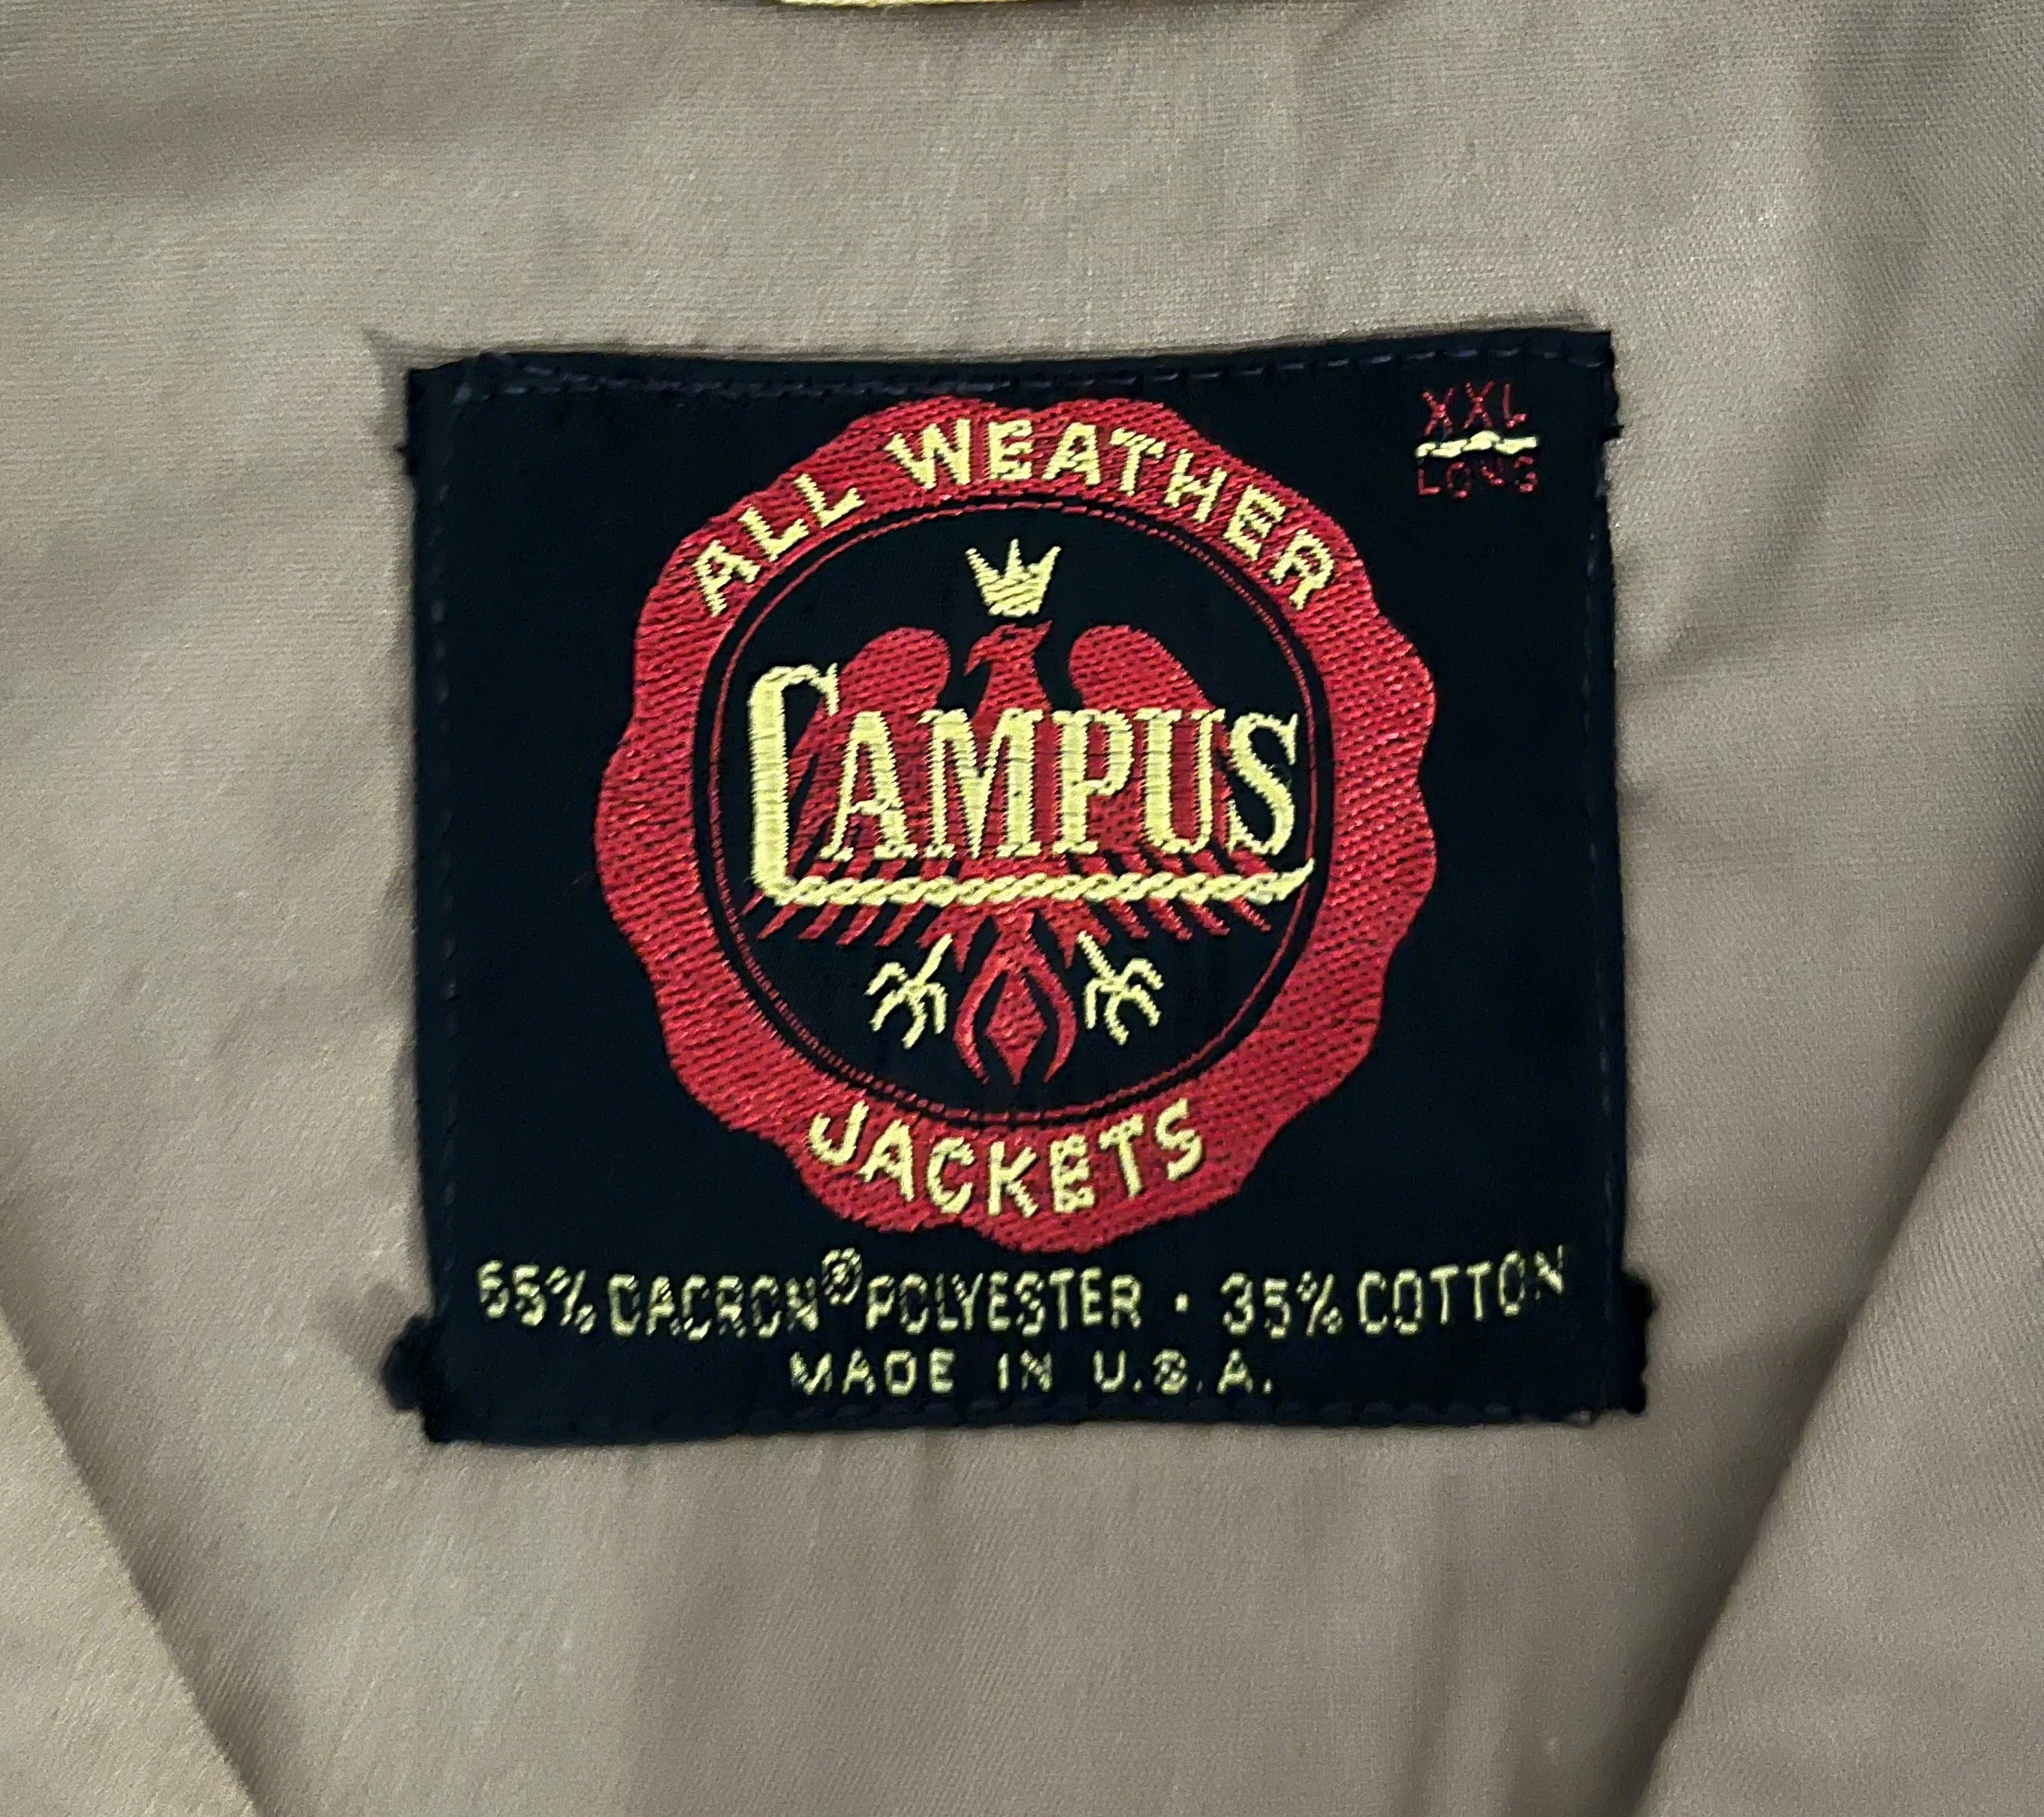 XXL
LONG
ALL WEATHER
CAMPUS
JACKETS
65% DACRON® POLYESTER · 35% COTTON
MADE IN U.S.A.